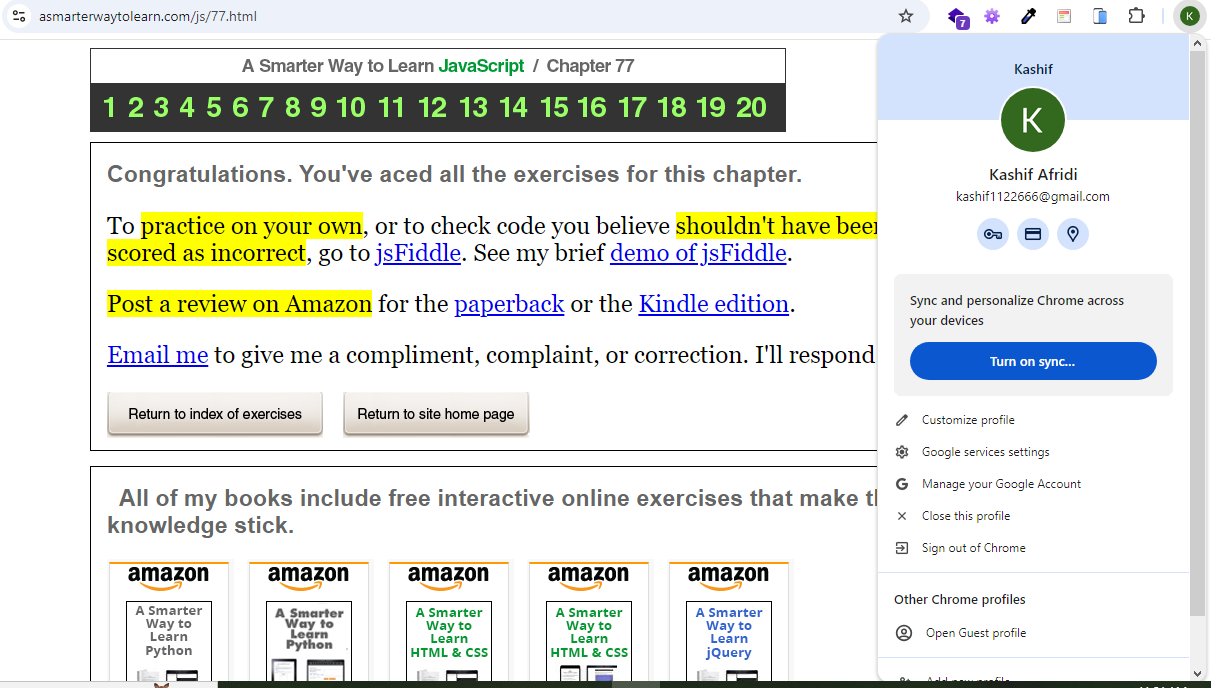 asmarterwaytolearn.com/js/77.html
7
K
A Smarter Way to Learn JavaScript / Chapter 77
1 2 3 4 5 6 7 8 9 10 11 12 13 14 15 16 17 18 19 20
Congratulations. You've aced all the exercises for this chapter.
To practice on your own, or to check code you believe shouldn't have been
scored as incorrect, go to jsFiddle. See my brief demo of jsFiddle.
Post a review on Amazon for the paperback or the Kindle edition.
Email me to give me a compliment, complaint, or correction. I'll respond
Return to index of exercises
Return to site home page
All of my books include free interactive online exercises that make
knowledge stick.
amazon
A Smarter
Way to
Learn
Python
amazon
A Smarter
Way to
Learn
Python
amazon
A Smarter
Way to
Learn
HTML & CSS
amazon
A Smarter
Way to
Learn
HTML & CSS
amazon
A Smarter
Way to
Learn
jQuery
Kashif
K
Kashif Afridi
kashif1122666@gmail.com
Sync and personalize Chrome across
your devices
Turn on sync...
Customize profile
Google services settings
Manage your Google Account
Close this profile
Sign out of Chrome
Other Chrome profiles
Open Guest profile
Add new profile